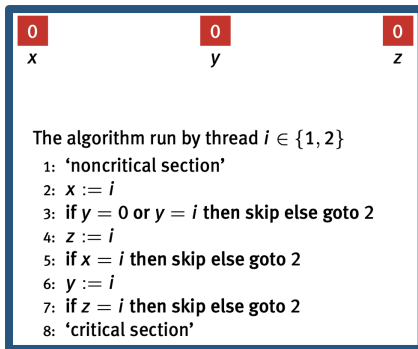 0 0 0
x y z
The algorithm run by thread i ∈ {1, 2}
1: ‘noncritical section’
2: x := i
3: if y = 0 or y = i then skip else goto 2
4: z := i
5: if x = i then skip else goto 2
6: y := i
7: if z = i then skip else goto 2
8: ‘critical section’